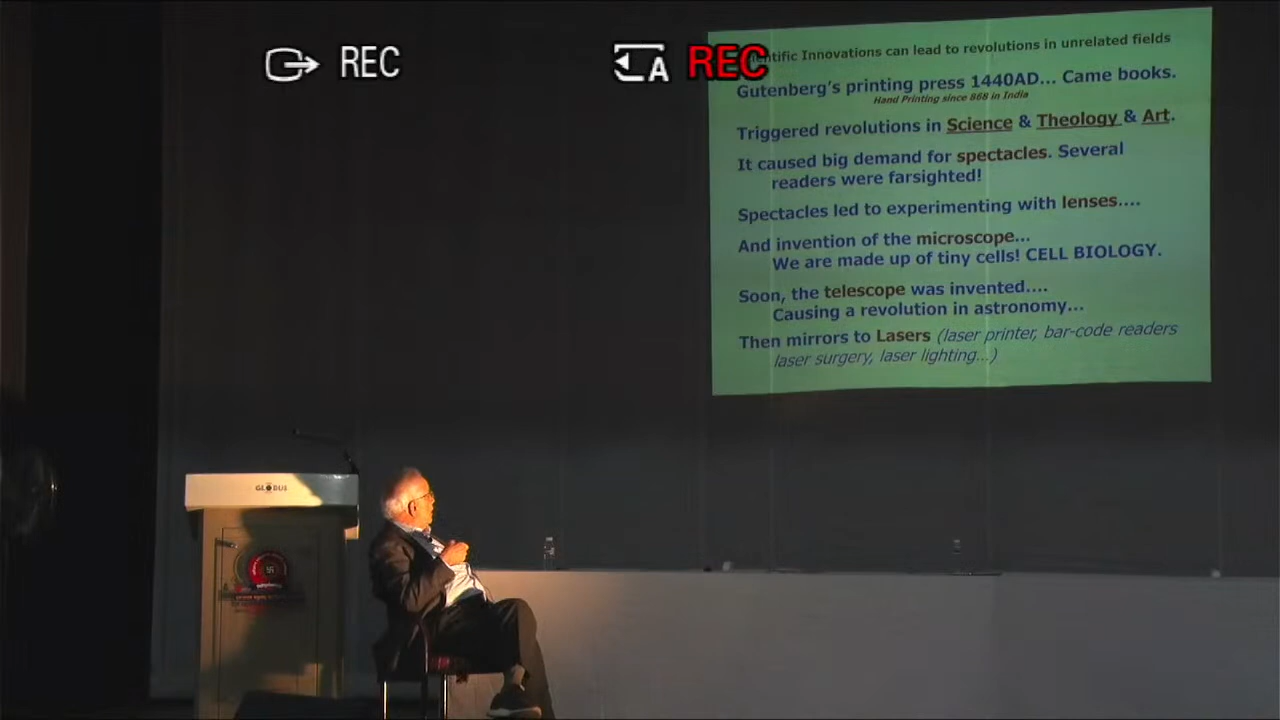 REC
A REC
entific Innovations can lead to revolutions in unrelated fields
Gutenberg's printing press 1440AD... Came books.
Hand Printing since 868 in India
Triggered revolutions in Science & Theology & Art.
It caused big demand for spectacles. Several
readers were farsighted!
Spectacles led to experimenting with lenses....
And invention of the microscope...
We are made up of tiny cells! CELL BIOLOGY.
Soon, the telescope was invented....
Causing a revolution in astronomy...
Then mirrors to Lasers (laser printer, bar-code readers
laser surgery, laser lighting...)
GLODUS